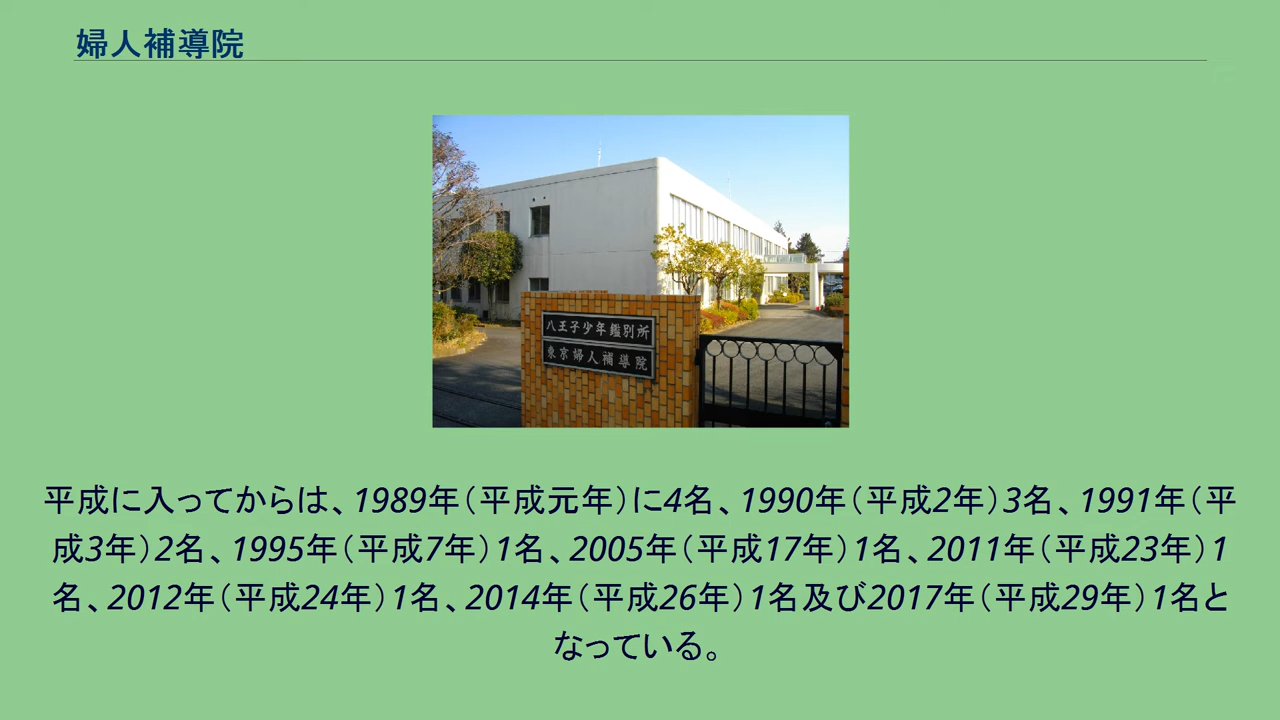 婦人補導院
八王子少年鑑別所
東京婦人補導院
平成に入ってからは、1989年（平成元年）に4名、1990年（平成2年）3名、1991年（平
成3年）2名、1995年（平成7年）1名、2005年（平成17年）1名、2011年（平成23年）1
名、2012年（平成24年）1名、2014年（平成26年）1名及び2017年（平成29年）1名と
なっている。